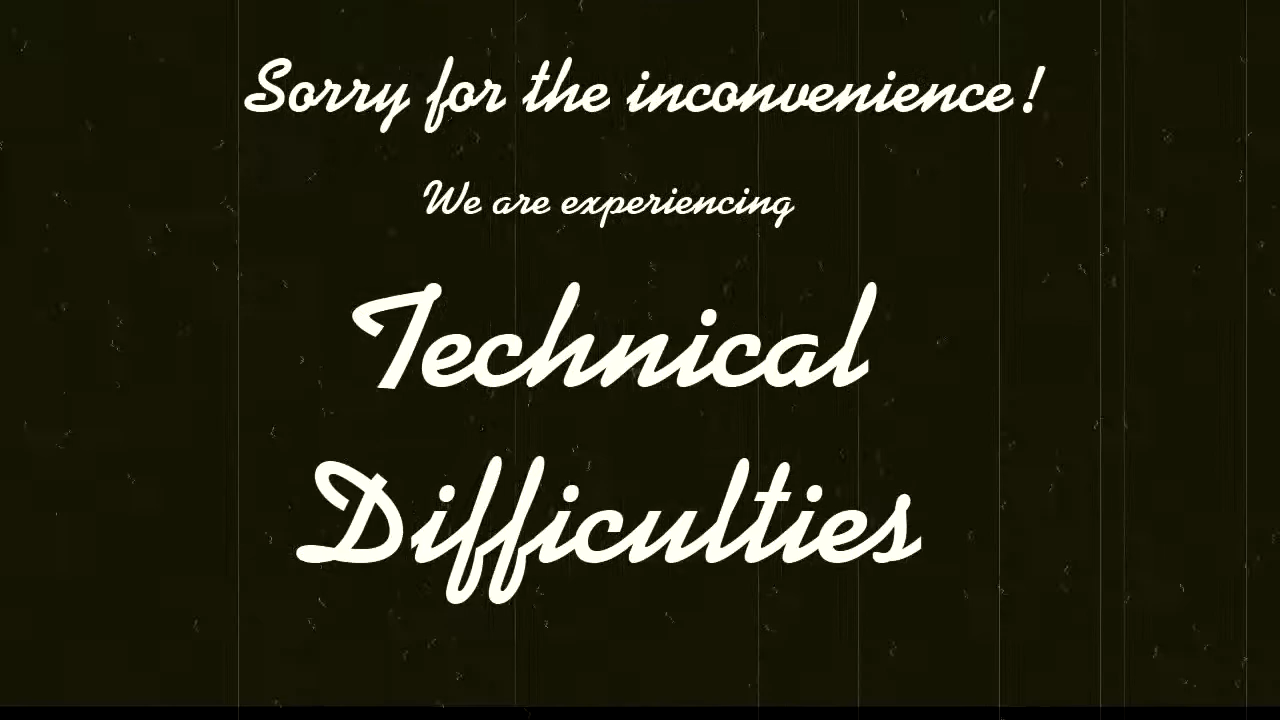 Sorry for the inconvenience!
We are experiencing
Technical
Difficulties